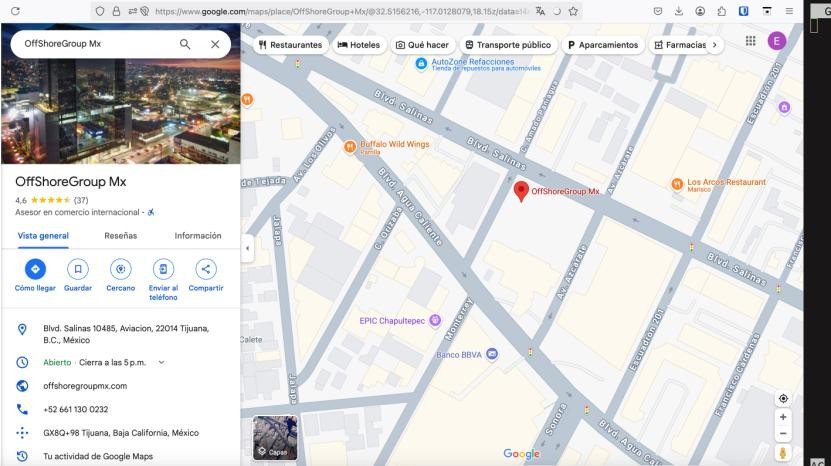 https://www.google.com/maps/place/OffShoreGroup+Mx/@32.5156216,-117.0128079,18.15z/data=!4
G
OffShoreGroup Mx
Restaurantes
Hoteles
Qué hacer
Transporte público
Aparcamientos
Farmacias
E
OffShoreGroup Mx
4,6 (37)
Asesor en comercio internacional ·
Vista general
Reseñas
Información
Cómo llegar
Guardar
Cercano
Enviar al
teléfono
Compartir
Blvd. Salinas 10485, Aviacion, 22014 Tijuana,
B.C., México
Abierto · Cierra a las 5 p.m.
offshoregroupmx.com
+52 661 130 0232
GX8Q+98 Tijuana, Baja California, México
Tu actividad de Google Maps
AutoZone Refacciones
Tienda de repuestos para automóviles
Blvd. Salinas
C. Amado Paniagua
Escuadrón 201
Buffalo Wild Wings
Parrilla
Blvd. Salinas
Av. Azcarate
Av. Los Olivos
de Tejada
OffShoreGroup Mx
Los Arcos Restaurant
Marisco
Blvd. Agua Caliente
C. Orizaba
Jalapa
Blvd. Salinas
Francisco
Av. Azcarate
EPIC Chapultepec
Monterrey
Escuadrón 201
Calete
Banco BBVA
Francisco Cardenas
Jalapa
Sonora
Blvd. Agua Cal
Capas
Google